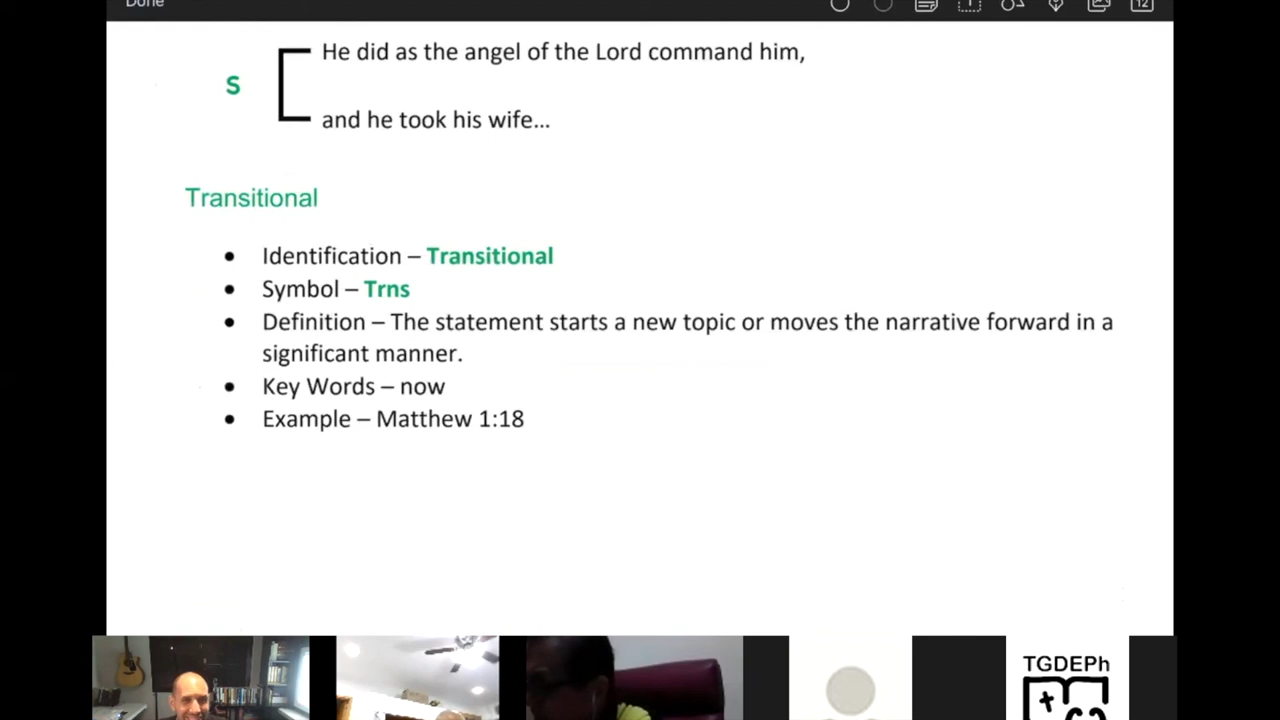 Done
12
He did as the angel of the Lord command him,
S
and he took his wife...
Transitional
• Identification – Transitional
• Symbol – Trns
• Definition – The statement starts a new topic or moves the narrative forward in a
significant manner.
• Key Words – now
• Example – Matthew 1:18
TGDEPh